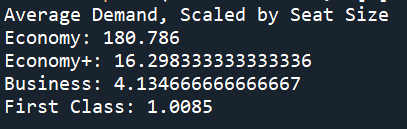 Average Demand, Scaled by Seat Size
Economy: 180.786
Economy+: 16.298333333333336
Business: 4.134666666666667
First Class: 1.0085